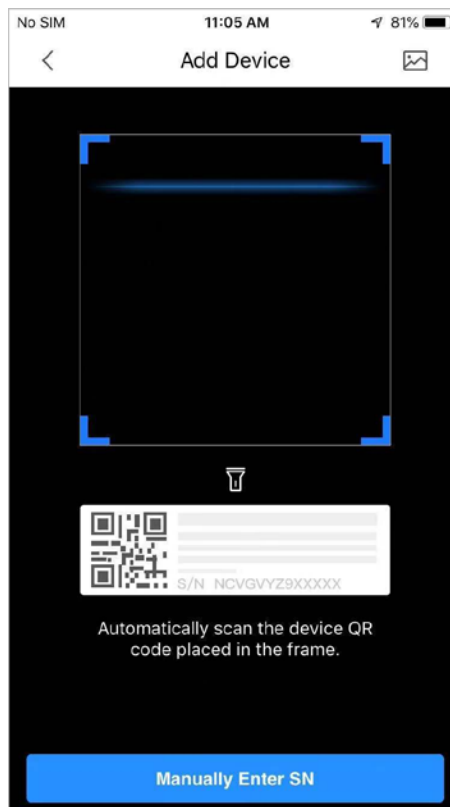 No SIM 11:05 AM 81%
Add Device
S/N NCVGVYZ9XXXXX
Automatically scan the device QR
code placed in the frame.
Manually Enter SN